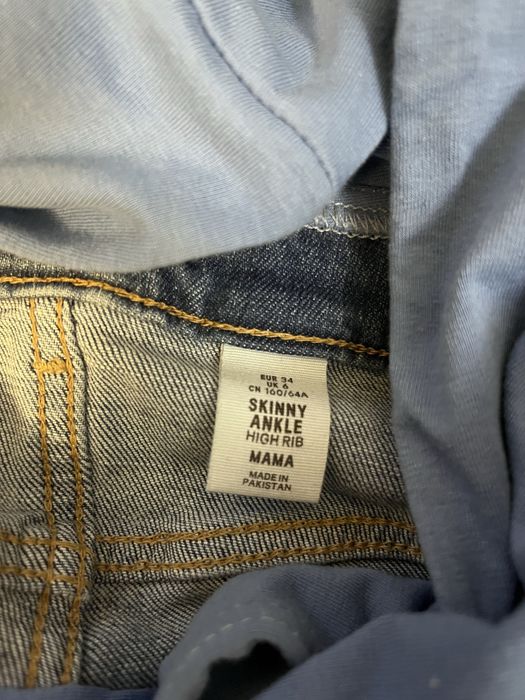 EUR 34
UK 6
CN 160/64A
SKINNY
ANKLE
HIGH RIB
MAMA
MADE IN
PAKISTAN